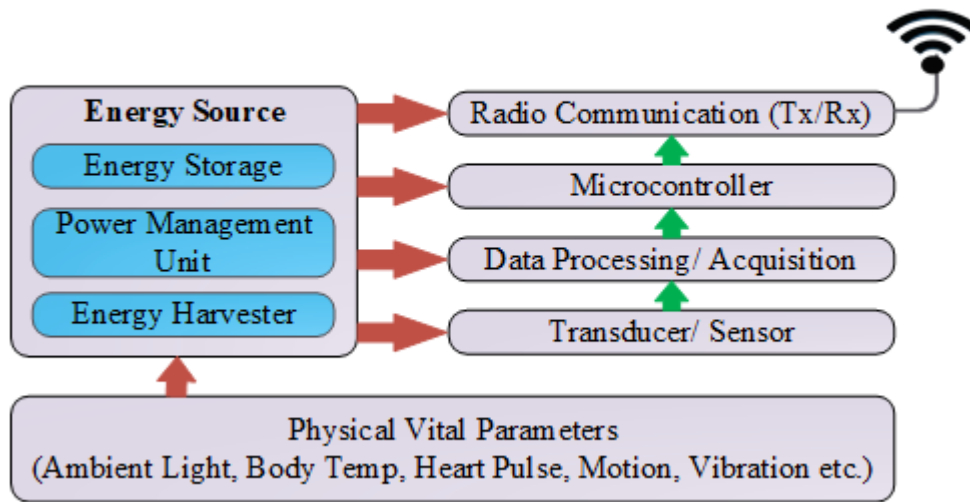 Energy Source
Energy Storage
Power Management
Unit
Energy Harvester
Radio Communication (Tx/Rx)
Microcontroller
Data Processing/ Acquisition
Transducer/ Sensor
Physical Vital Parameters
(Ambient Light, Body Temp, Heart Pulse, Motion, Vibration etc.)